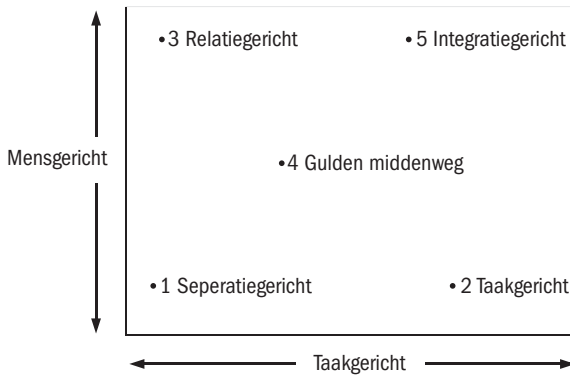 • 3 Relatiegericht
• 5 Integratiegericht
Mensgericht
• 4 Gulden middenweg
• 1 Seperatiegericht
• 2 Taakgericht
Taakgericht